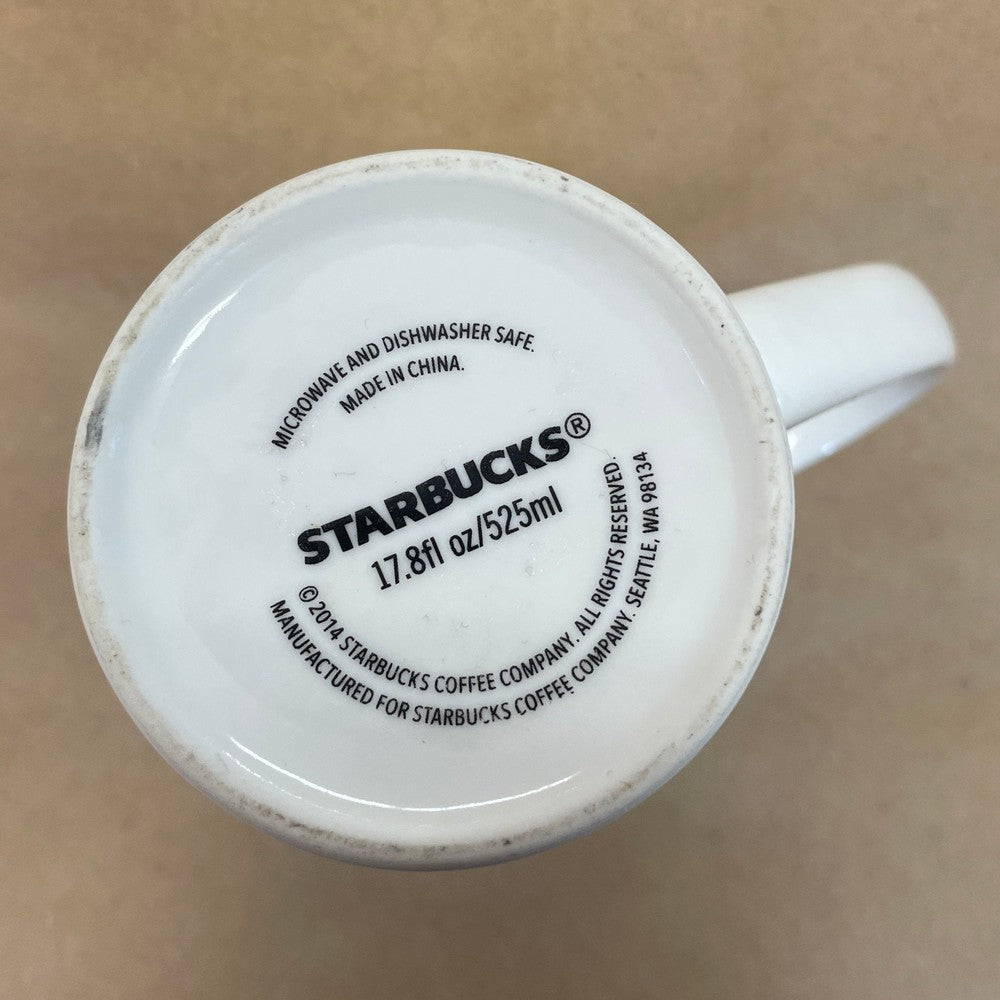 MICROWAVE AND DISHWASHER SAFE.
MADE IN CHINA.
STARBUCKS®
17.8fl oz/525ml
© 2014 STARBUCKS COFFEE COMPANY. ALL RIGHTS RESERVED.
MANUFACTURED FOR STARBUCKS COFFEE COMPANY. SEATTLE, WA 98134